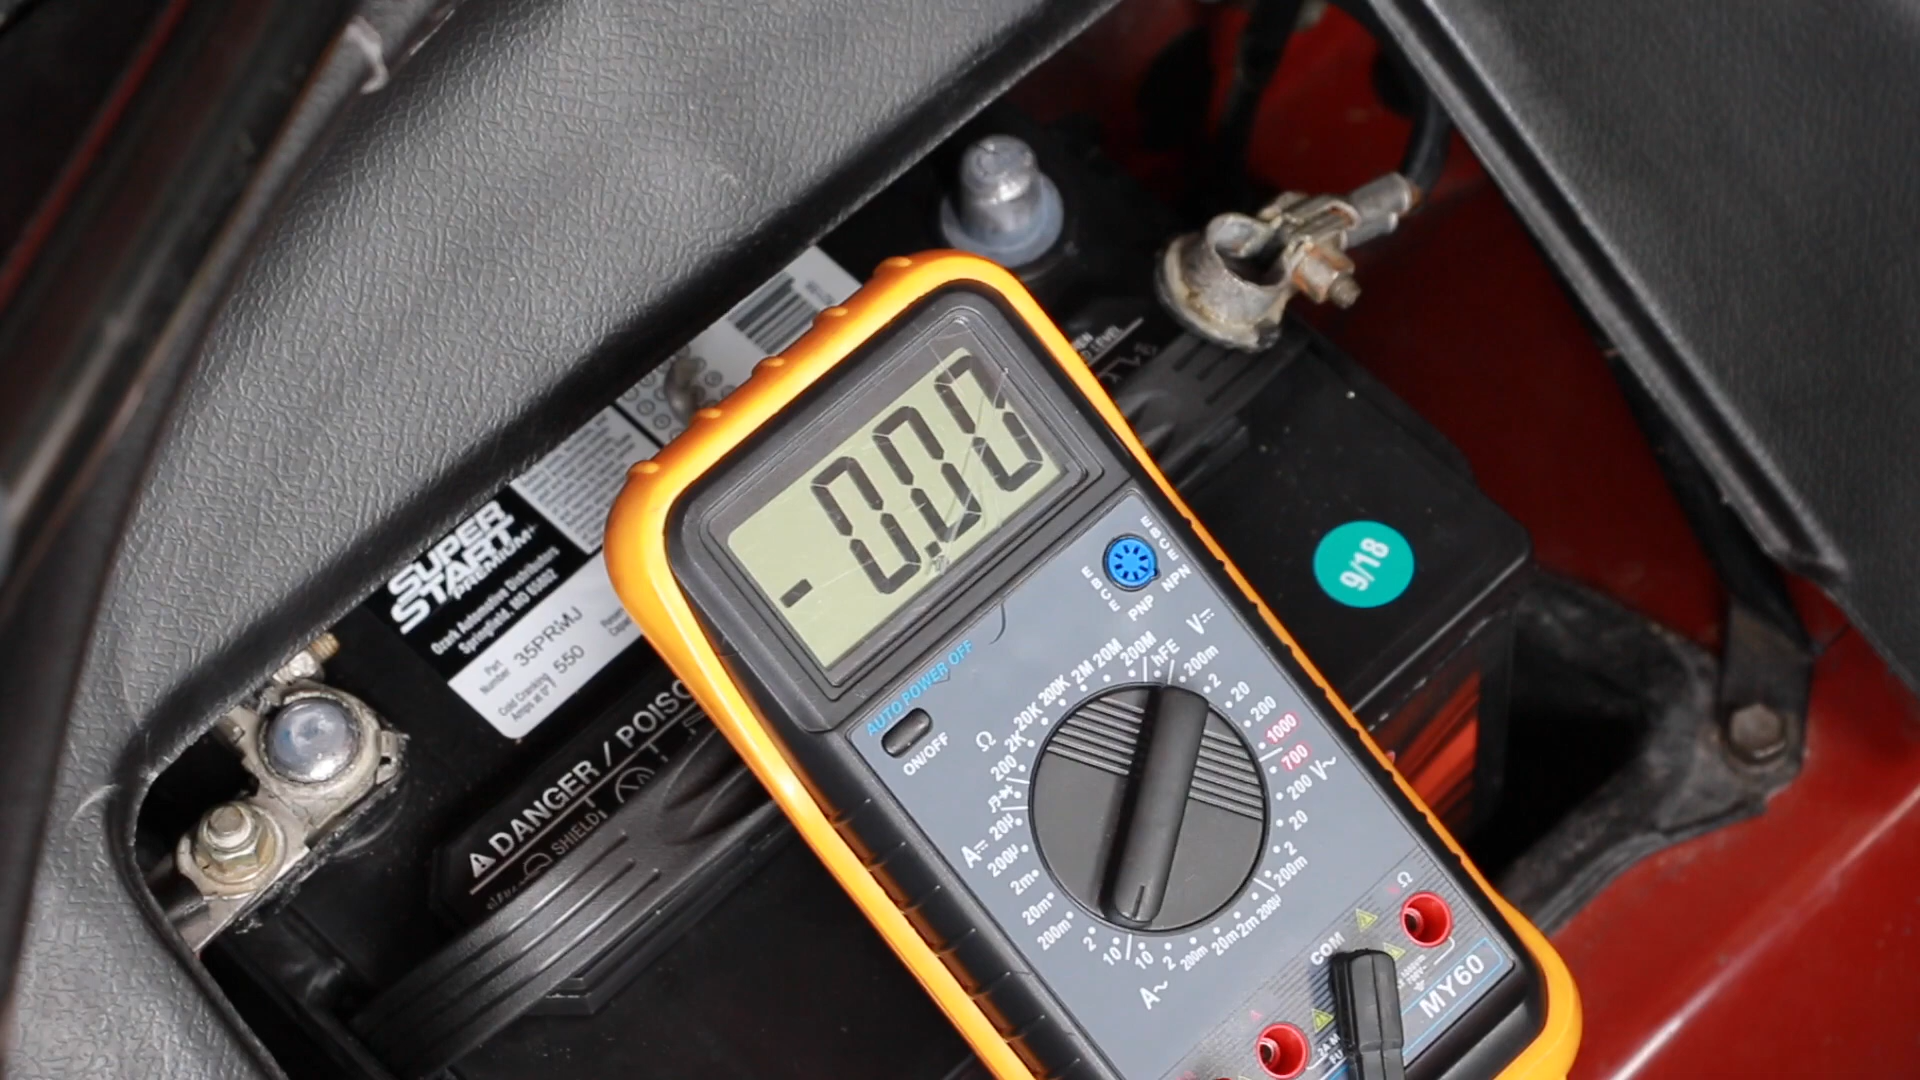 SUPER
START
PREMIUM
Ozark Automotive Distributors
Springfield, MO 65802
Part
Number
35PRMJ
Cold Cranking
Amps at 0°
550
DANGER / POISO
SHIELD
9/18
-0.00
AUTO POWER OFF
ON/OFF
E
B
C
E
PNP
NPN
E
B
C
E
hFE
V
200m
2
20
200
1000
700
V~
200
20
2
200m
200µ
2m
20m
200m
2
10
A~
10
2
200m
20m
2m
200µ
20µ
A
200
2K
20K
200K
2M
20M
200M
Ω
COM
Ω
MY60